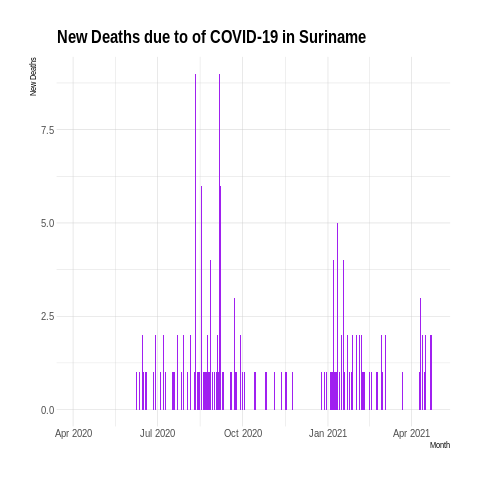 New Deaths due to of COVID-19 in Suriname
New Deaths
7.5
5.0
2.5
0.0
Apr 2020 Jul 2020 Oct 2020 Jan 2021 Apr 2021
Month